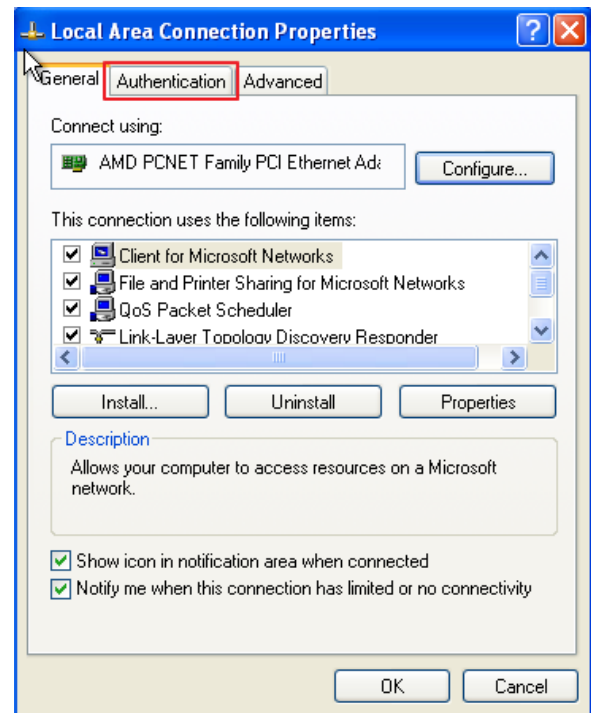 Local Area Connection Properties
General Authentication Advanced
Connect using:
AMD PCNET Family PCI Ethernet Ada
Configure...
This connection uses the following items:
Client for Microsoft Networks
File and Printer Sharing for Microsoft Networks
QoS Packet Scheduler
Link-Layer Topology Discovery Responder
Install... Uninstall Properties
Description
Allows your computer to access resources on a Microsoft
network.
Show icon in notification area when connected
Notify me when this connection has limited or no connectivity
OK Cancel